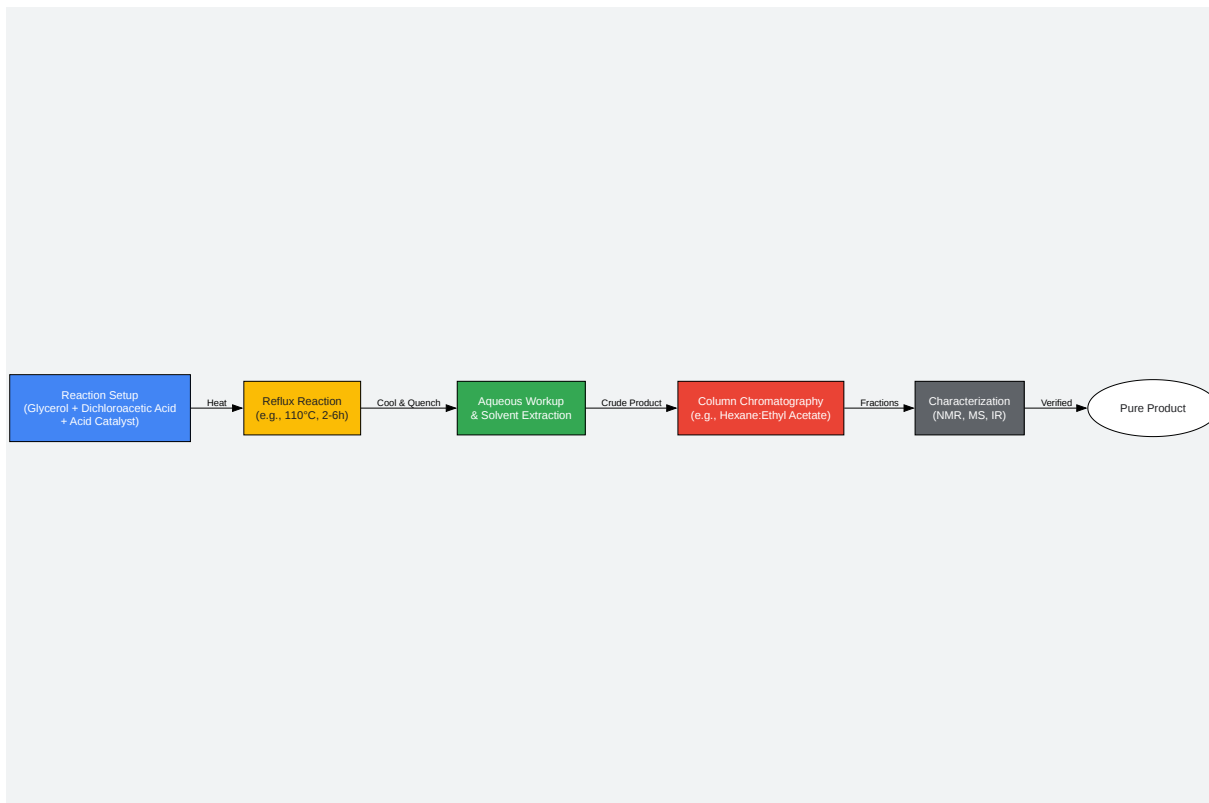 Reaction Setup
(Glycerol + Dichloroacetic Acid
+ Acid Catalyst)
Heat
Reflux Reaction
(e.g., 110°C, 2-6h)
Cool & Quench
Aqueous Workup
& Solvent Extraction
Crude Product
Column Chromatography
(e.g., Hexane:Ethyl Acetate)
Fractions
Characterization
(NMR, MS, IR)
Verified
Pure Product